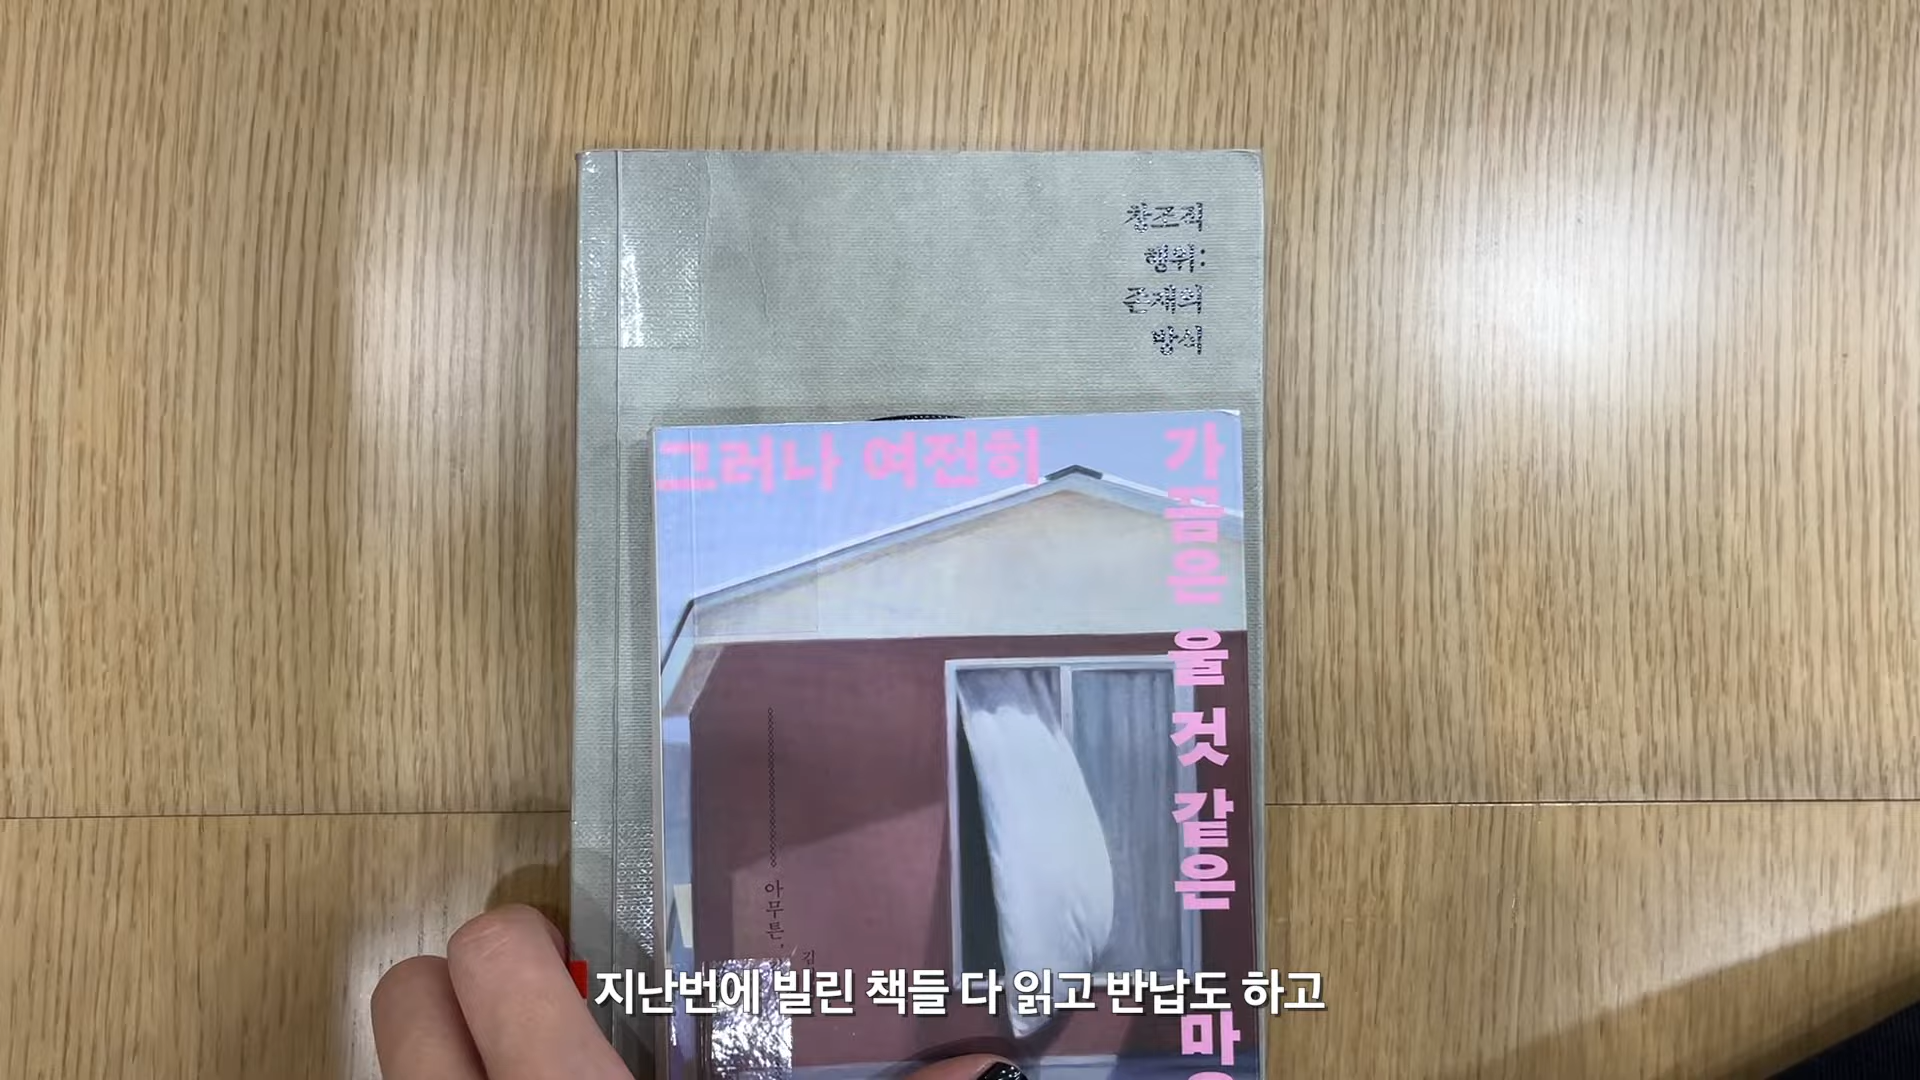 창조적
행위:
존재의
방식
그러나 여전히
가끔은 울 것 같은 마
아무튼,
김
지난번에 빌린 책들 다 읽고 반납도 하고